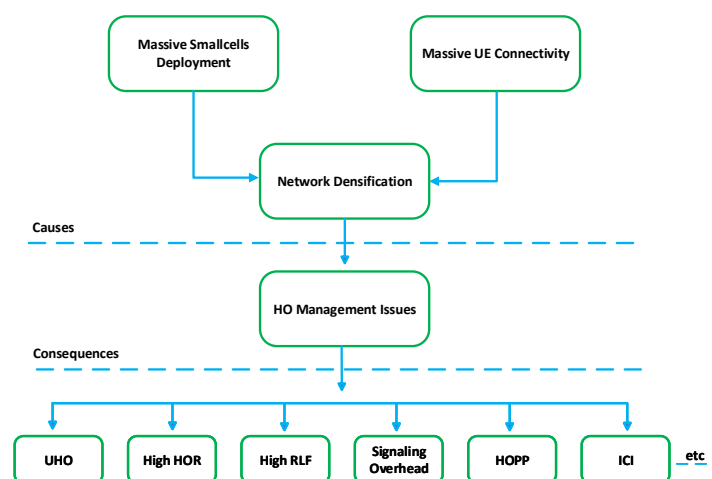 Massive Smallcells
Deployment
Massive UE Connectivity
Network Densification
Causes
HO Management Issues
Consequences
UHO
High HOR
High RLF
Signaling
Overhead
HOPP
ICI
etc